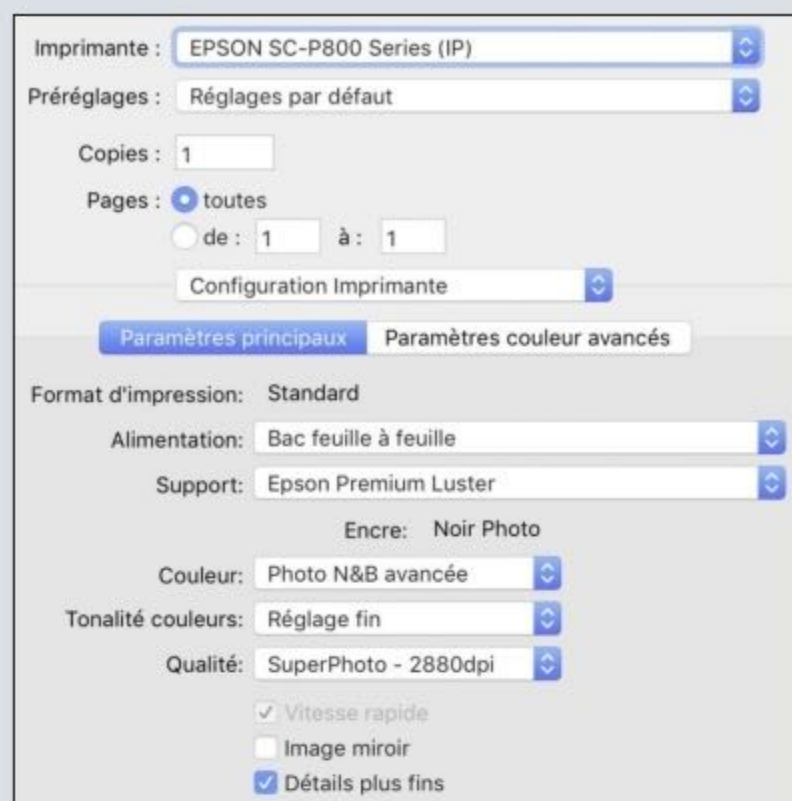 Imprimante : EPSON SC-P800 Series (IP)
Préréglages : Réglages par défaut
Copies : 1
Pages : toutes
de : 1 à : 1
Configuration Imprimante
Paramètres principaux Paramètres couleur avancés
Format d'impression: Standard
Alimentation: Bac feuille à feuille
Support: Epson Premium Luster
Encre: Noir Photo
Couleur: Photo N&B avancée
Tonalité couleurs: Réglage fin
Qualité: SuperPhoto - 2880dpi
Vitesse rapide
Image miroir
Détails plus fins